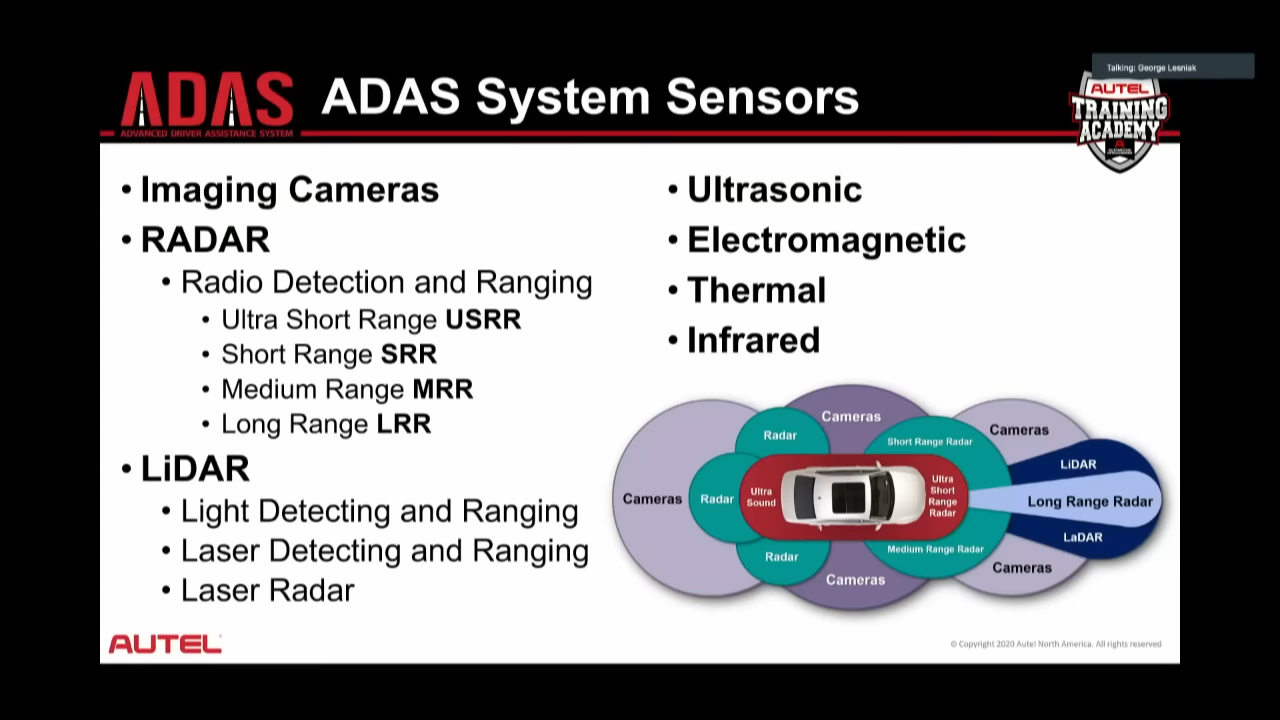 Talking: George Lesniak
ADAS
ADVANCED DRIVER ASSISTANCE SYSTEM
ADAS System Sensors
AUTEL
TRAINING
ACADEMY
• Imaging Cameras
• RADAR
• Radio Detection and Ranging
• Ultra Short Range USRR
• Short Range SRR
• Medium Range MRR
• Long Range LRR
• LiDAR
• Light Detecting and Ranging
• Laser Detecting and Ranging
• Laser Radar
• Ultrasonic
• Electromagnetic
• Thermal
• Infrared
Cameras
Radar
Radar
Radar
Ultra
Sound
Cameras
Cameras
Short Range Radar
Ultra
Short
Range
Radar
Medium Range Radar
Cameras
LiDAR
Long Range Radar
LaDAR
Cameras
AUTEL
© Copyright 2020 Autel North America. All rights reserved